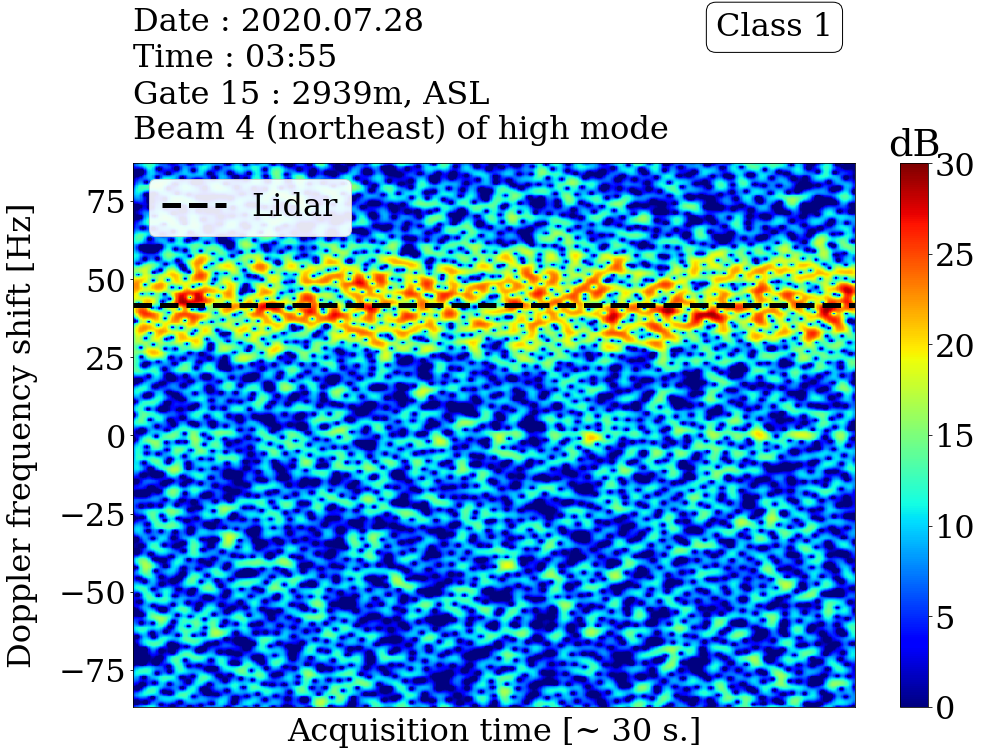 Date : 2020.07.28
Time : 03:55
Gate 15 : 2939m, ASL
Beam 4 (northeast) of high mode
Class 1
dB
Lidar
Doppler frequency shift [Hz]
75
50
25
0
−25
−50
−75
30
25
20
15
10
5
0
Acquisition time [~ 30 s.]